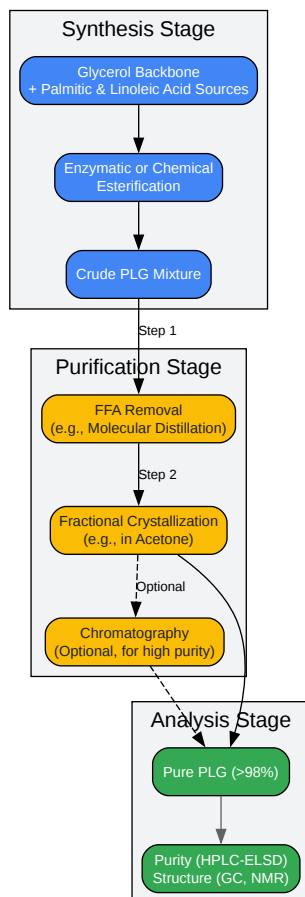 Synthesis Stage
Glycerol Backbone
+ Palmitic & Linoleic Acid Sources
Enzymatic or Chemical
Esterification
Crude PLG Mixture
Step 1
Purification Stage
FFA Removal
(e.g., Molecular Distillation)
Step 2
Fractional Crystallization
(e.g., in Acetone)
Optional
Chromatography
(Optional, for high purity)
Analysis Stage
Pure PLG (>98%)
Purity (HPLC-ELSD)
Structure (GC, NMR)